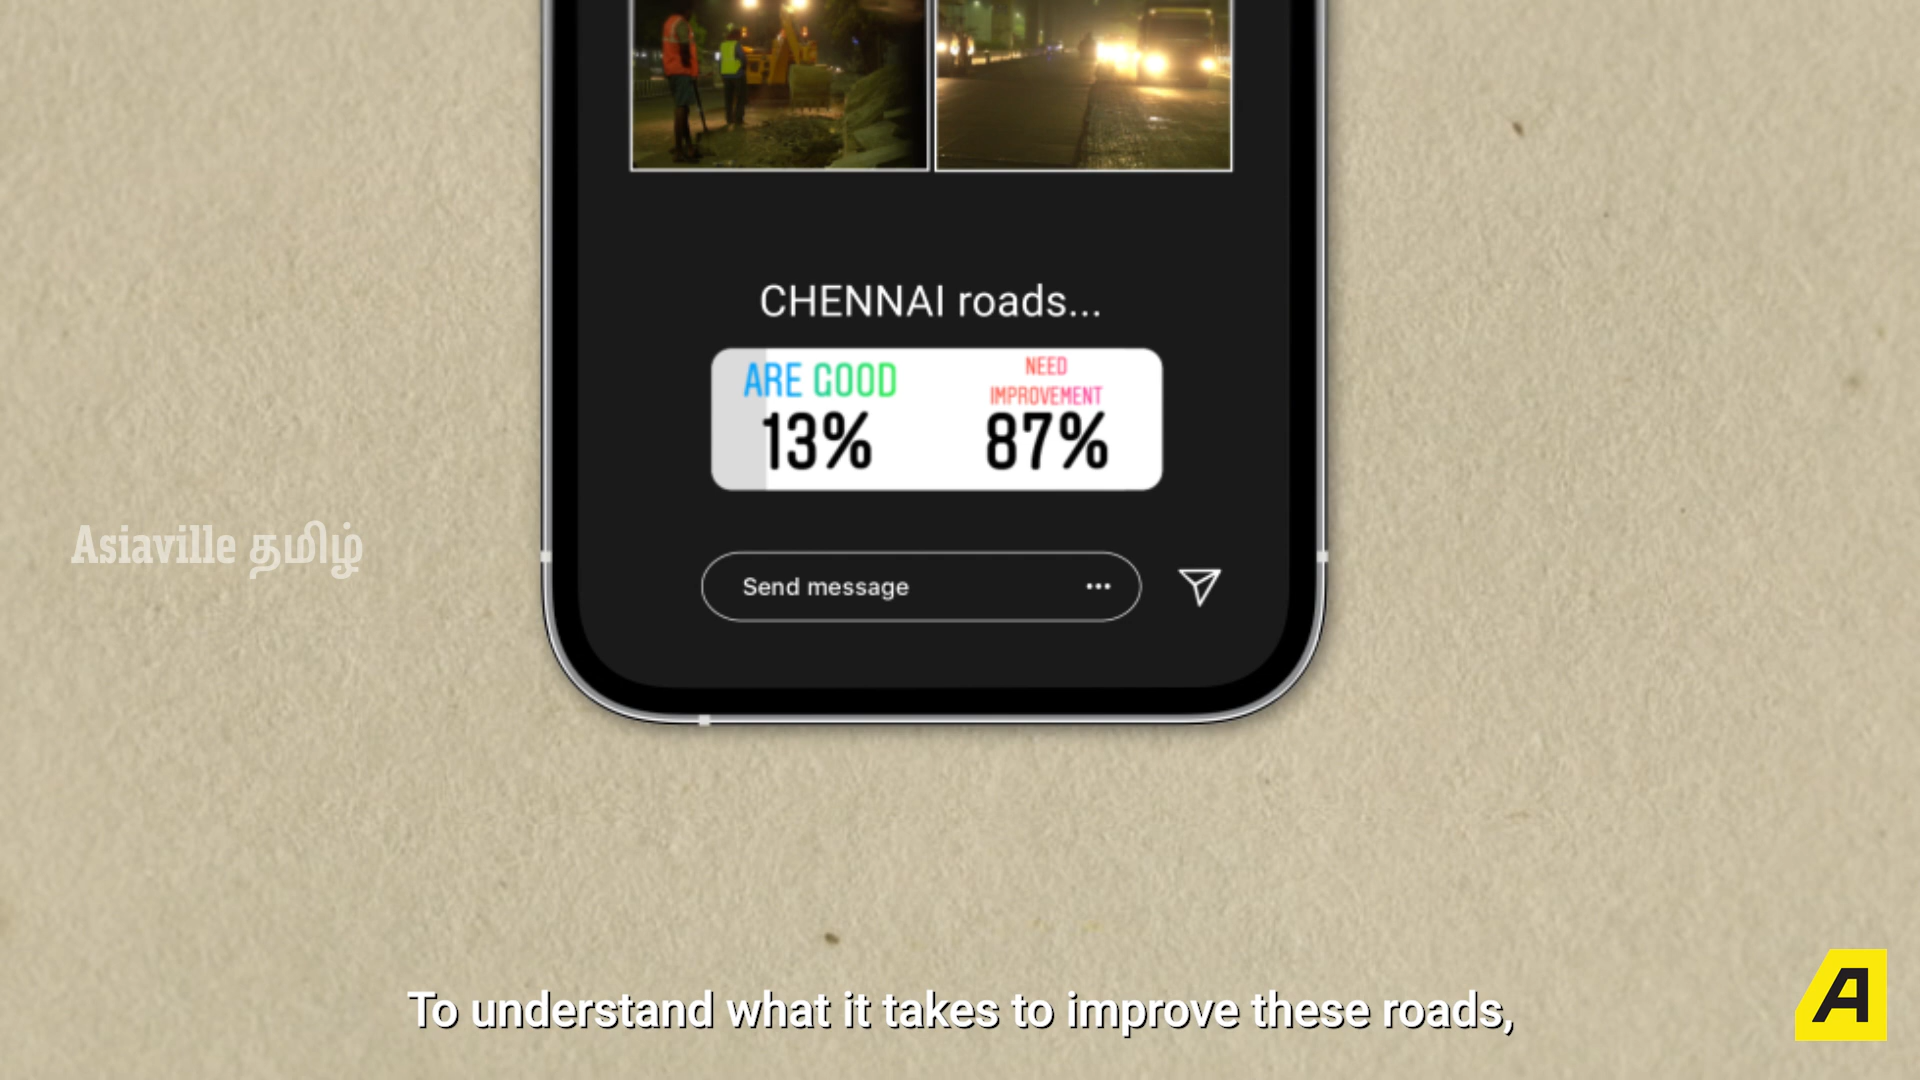 CHENNAI roads...
ARE GOOD
13%
NEED
IMPROVEMENT
87%
Asiaville தமிழ்
Send message
To understand what it takes to improve these roads,
A